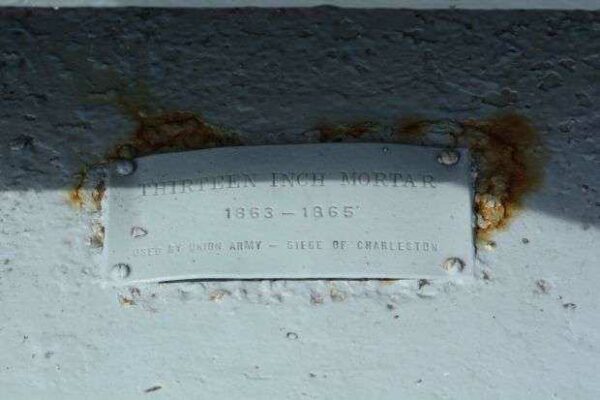 THIRTEEN INCH MORTAR
1863 – 1865
USED BY UNION ARMY – SIEGE OF CHARLESTON